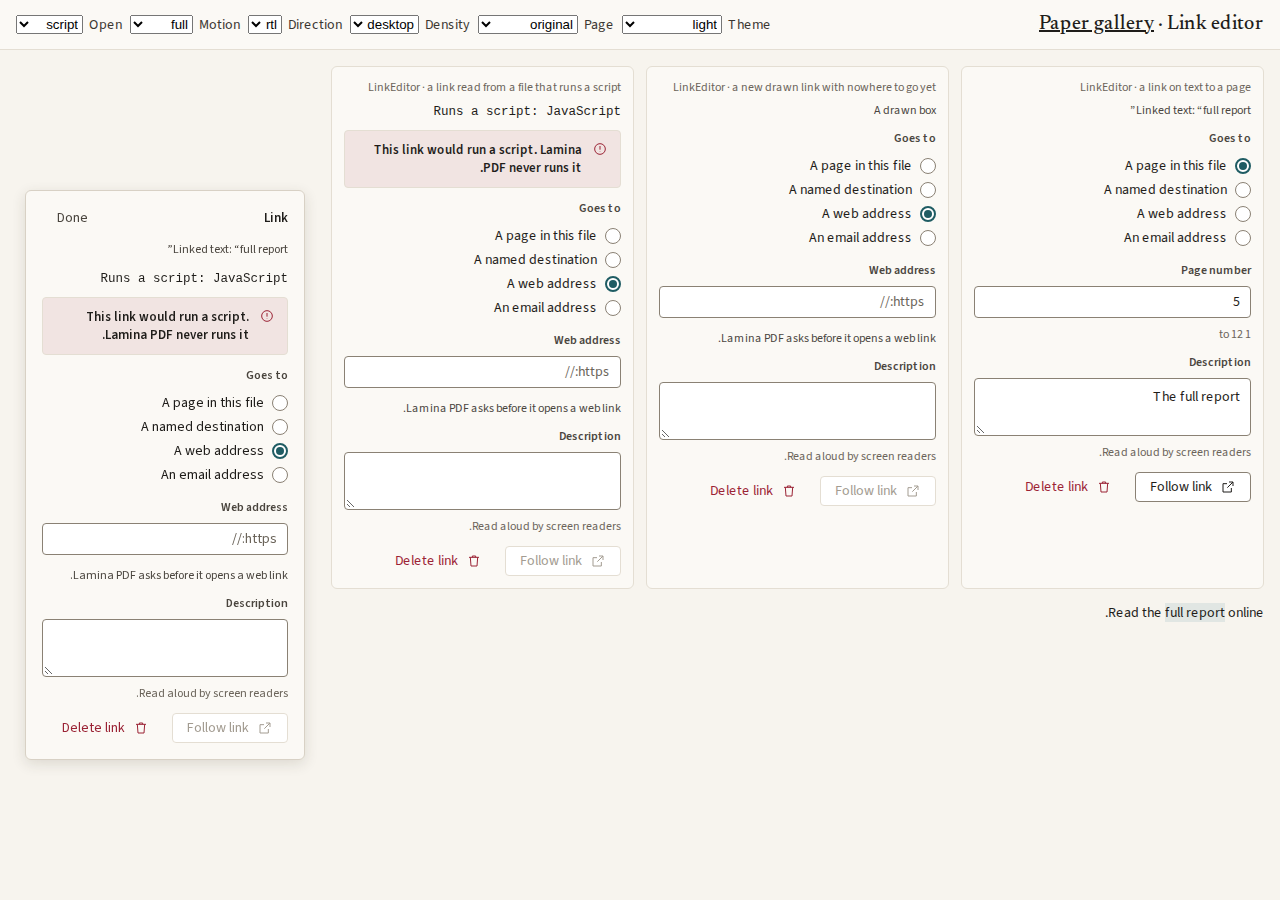 Paper gallery · Link editor
Theme light
Page original
Density desktop
Direction rtl
Motion full
Open script
LinkEditor · a link on text to a page
”Linked text: “full report
Goes to
A page in this file
A named destination
A web address
An email address
Page number
5
to 12 1
Description
The full report
.Read aloud by screen readers
Follow link
Delete link
LinkEditor · a new drawn link with nowhere to go yet
A drawn box
Goes to
A page in this file
A named destination
A web address
An email address
Web address
//:https
.Lamina PDF asks before it opens a web link
Description
.Read aloud by screen readers
Follow link
Delete link
LinkEditor · a link read from a file that runs a script
Runs a script: JavaScript
This link would run a script. Lamina
.PDF never runs it
Goes to
A page in this file
A named destination
A web address
An email address
Web address
//:https
.Lamina PDF asks before it opens a web link
Description
.Read aloud by screen readers
Follow link
Delete link
.Read the full report online
Link
Done
”Linked text: “full report
Runs a script: JavaScript
This link would run a script.
.Lamina PDF never runs it
Goes to
A page in this file
A named destination
A web address
An email address
Web address
//:https
.Lamina PDF asks before it opens a web link
Description
.Read aloud by screen readers
Follow link
Delete link